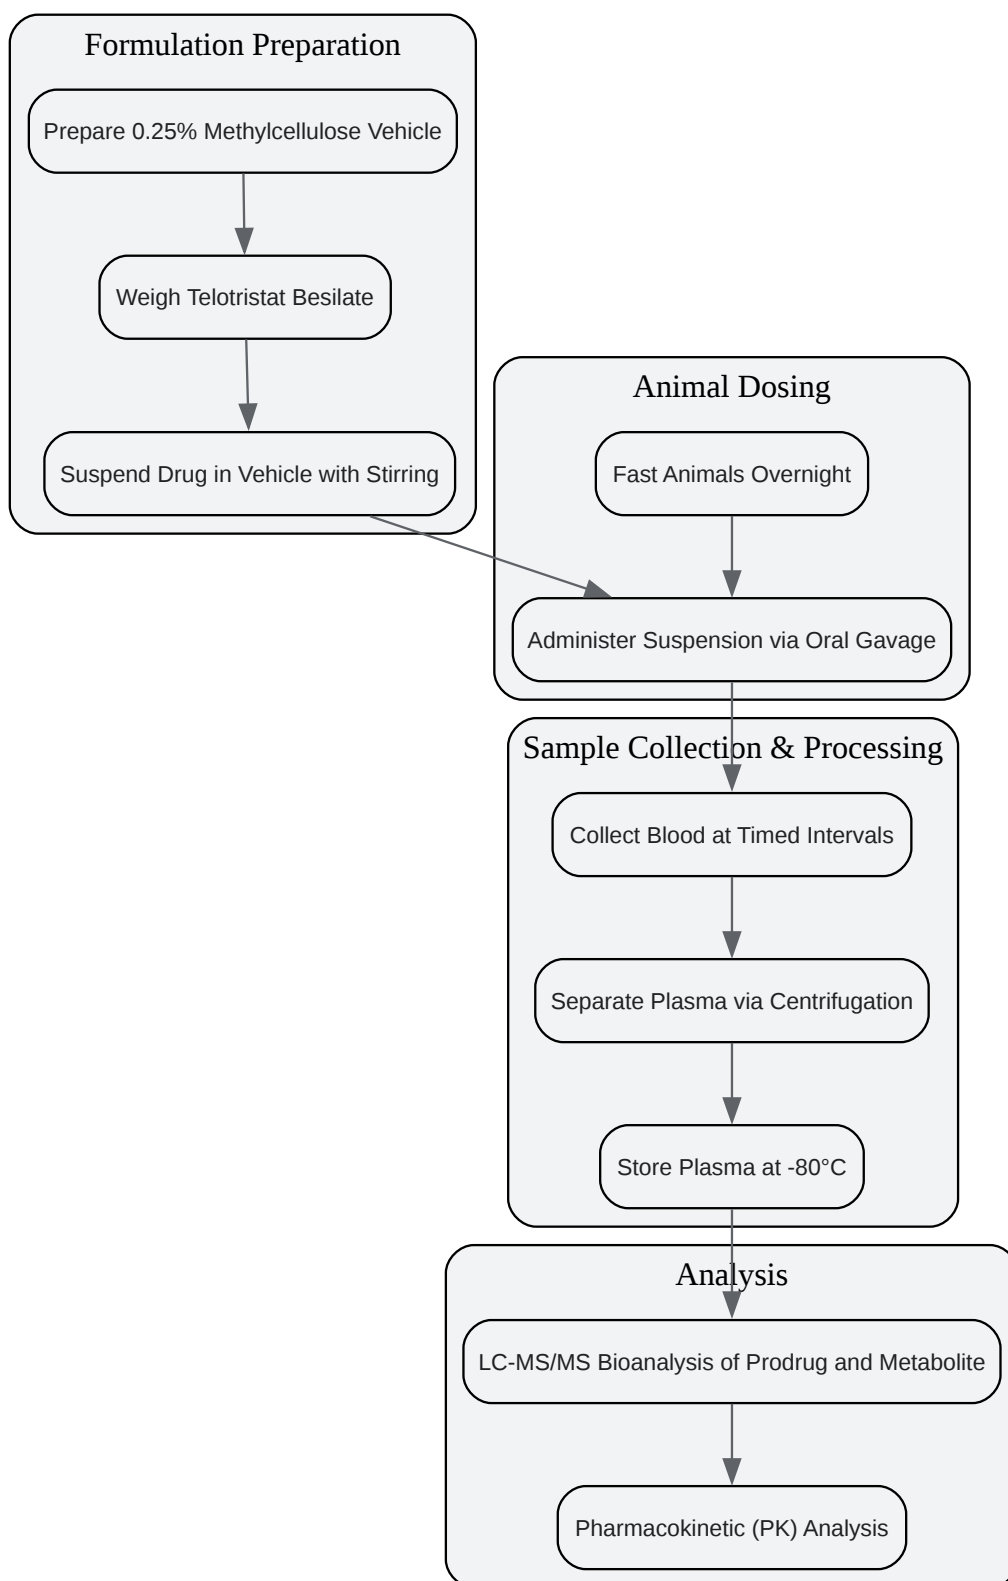 Formulation Preparation
Prepare 0.25% Methylcellulose Vehicle
Weigh Telotristat Besilate
Suspend Drug in Vehicle with Stirring
Animal Dosing
Fast Animals Overnight
Administer Suspension via Oral Gavage
Sample Collection & Processing
Collect Blood at Timed Intervals
Separate Plasma via Centrifugation
Store Plasma at -80°C
Analysis
LC-MS/MS Bioanalysis of Prodrug and Metabolite
Pharmacokinetic (PK) Analysis